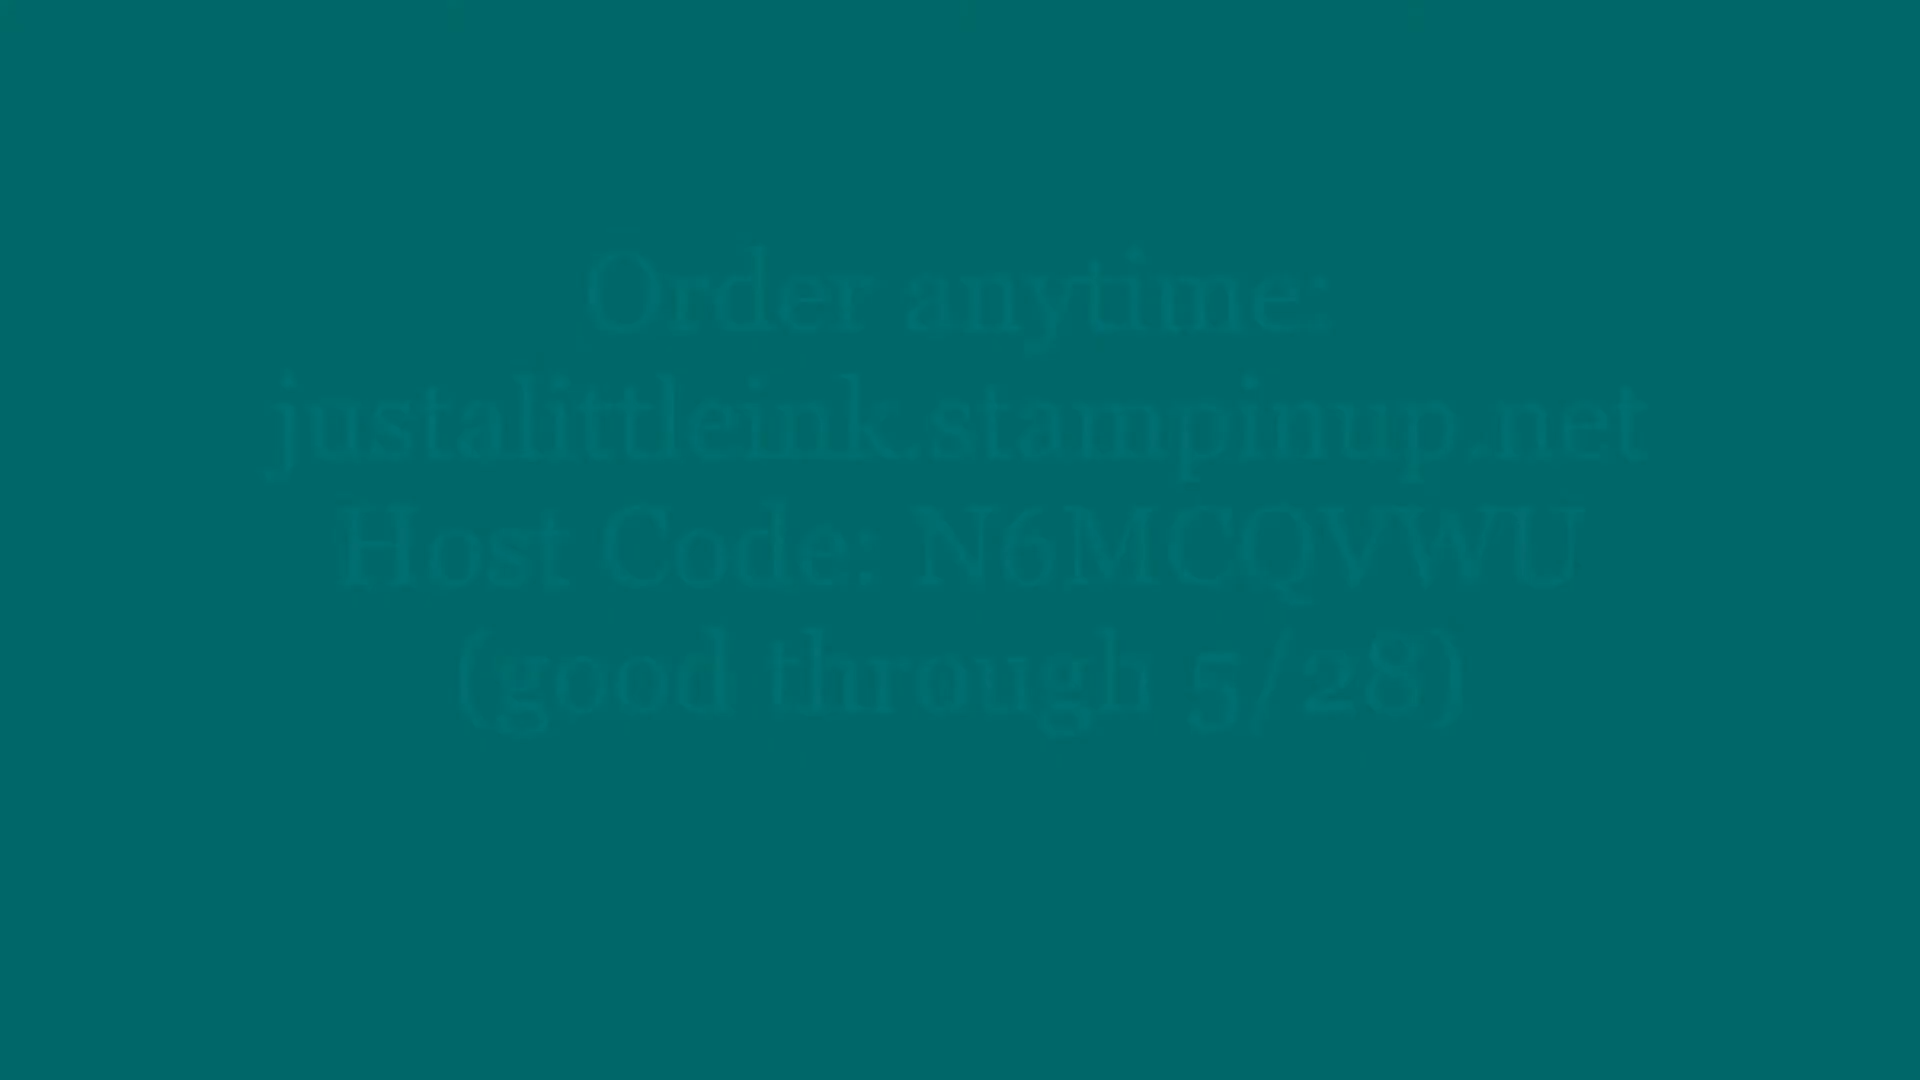 Order anytime:
justalittleink.stampinup.net
Host Code: N6MCQVWU
(good through 5/28)